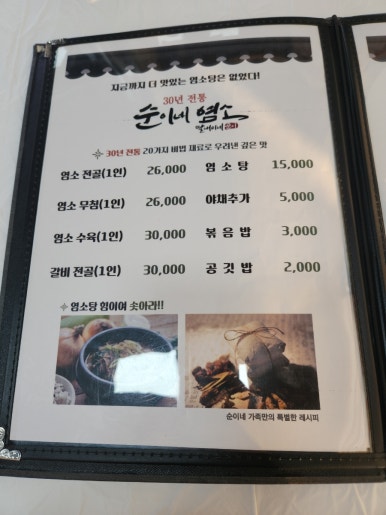 지금까지 더 맛있는 염소탕은 없었다!
30년 전통
순이네 염소
30년 전통 20가지 비법 재료로 우려낸 깊은 맛
염소 전골(1인) 26,000 염 소 탕 15,000
염소 무침(1인) 26,000 야채추가 5,000
염소 수육(1인) 30,000 볶 음 밥 3,000
갈비 전골(1인) 30,000 공 깃 밥 2,000
염소탕 힘이여 솟아라!!
순이네 가족만의 특별한 레시피